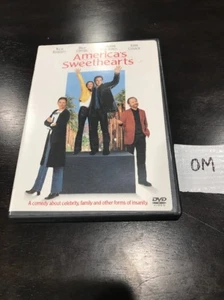 America's
Sweethearts
A comedy about celebrity, family and other forms of insanity.
DVD
OM